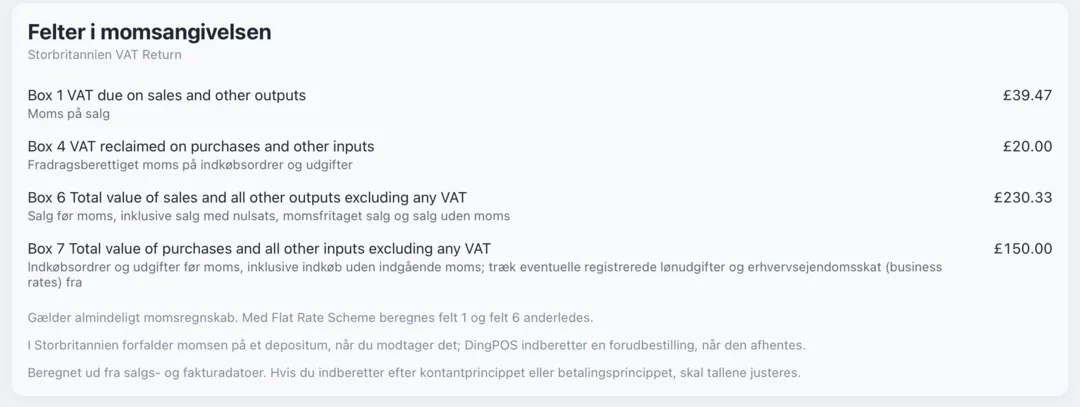 Felter i momsangivelsen
Storbritannien VAT Return
Box 1 VAT due on sales and other outputs £39.47
Moms på salg
Box 4 VAT reclaimed on purchases and other inputs £20.00
Fradragsberettiget moms på indkøbsordrer og udgifter
Box 6 Total value of sales and all other outputs excluding any VAT £230.33
Salg før moms, inklusive salg med nulsats, momsfritaget salg og salg uden moms
Box 7 Total value of purchases and all other inputs excluding any VAT £150.00
Indkøbsordrer og udgifter før moms, inklusive indkøb uden indgående moms; træk eventuelle registrerede lønudgifter og erhvervsejendomsskat (business
rates) fra
Gælder almindeligt momsregnskab. Med Flat Rate Scheme beregnes felt 1 og felt 6 anderledes.
I Storbritannien forfalder momsen på et depositum, når du modtager det; DingPOS indberetter en forudbestilling, når den afhentes.
Beregnet ud fra salgs- og fakturadatoer. Hvis du indberetter efter kontantprincippet eller betalingsprincippet, skal tallene justeres.